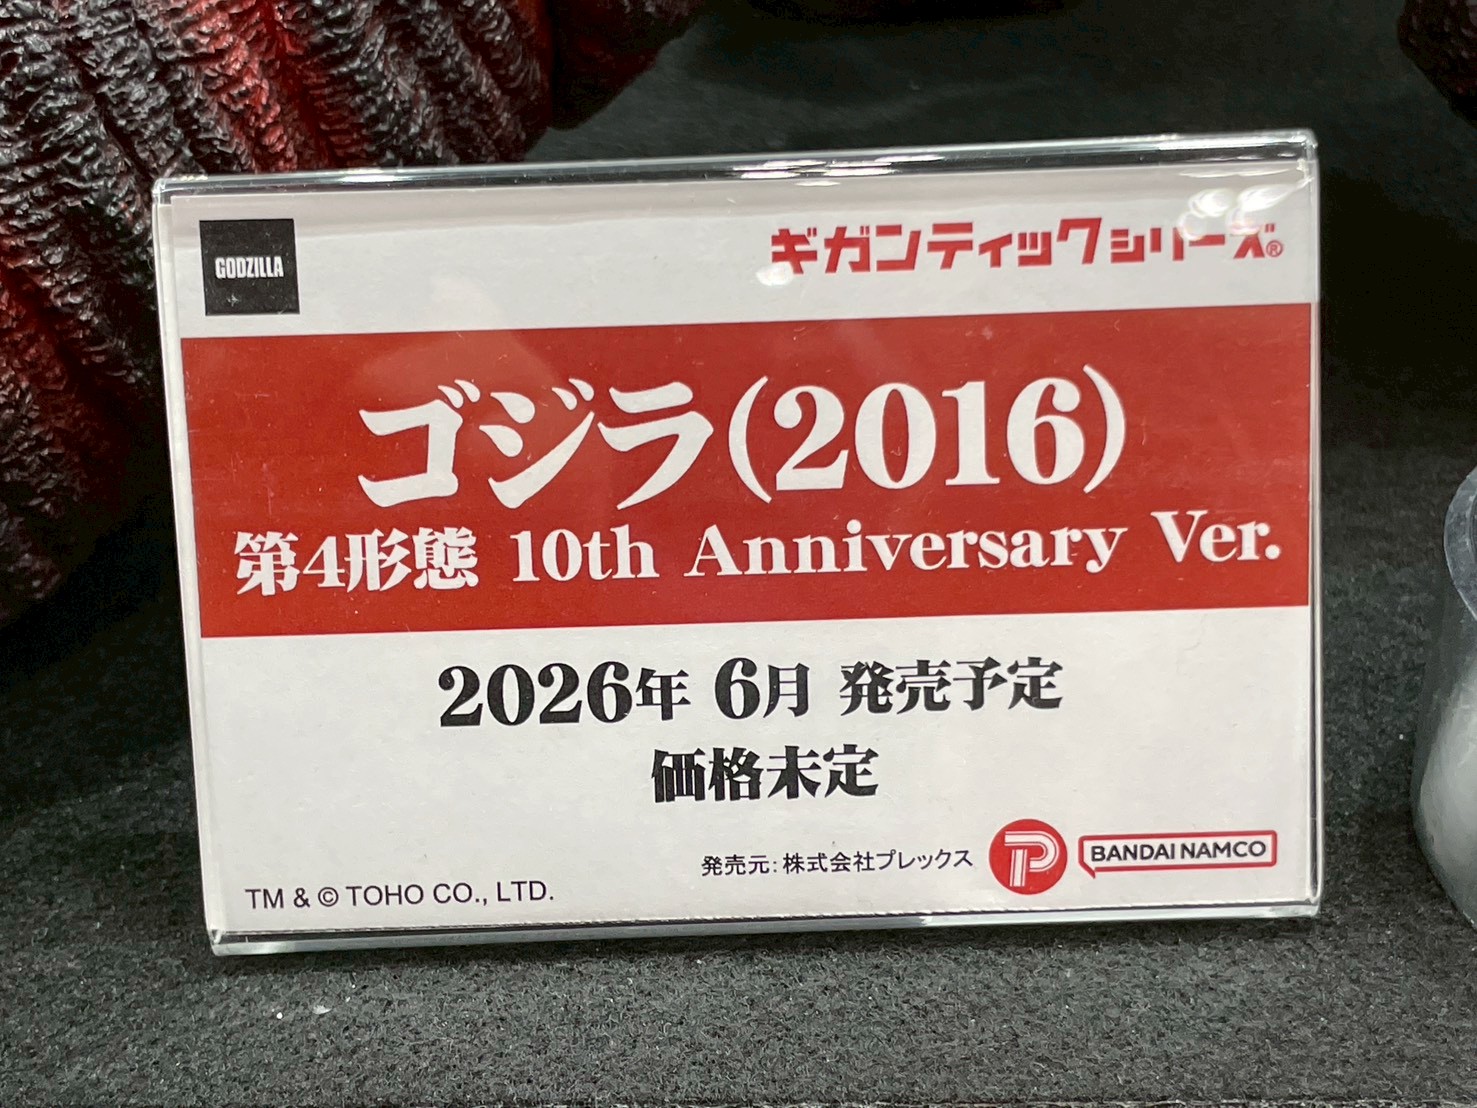 GODZILLA
ギガンティックシリーズ®
ゴジラ(2016)
第4形態 10th Anniversary Ver.
2026年 6月 発売予定
価格未定
発売元:株式会社プレックス
P
BANDAI NAMCO
TM & © TOHO CO., LTD.